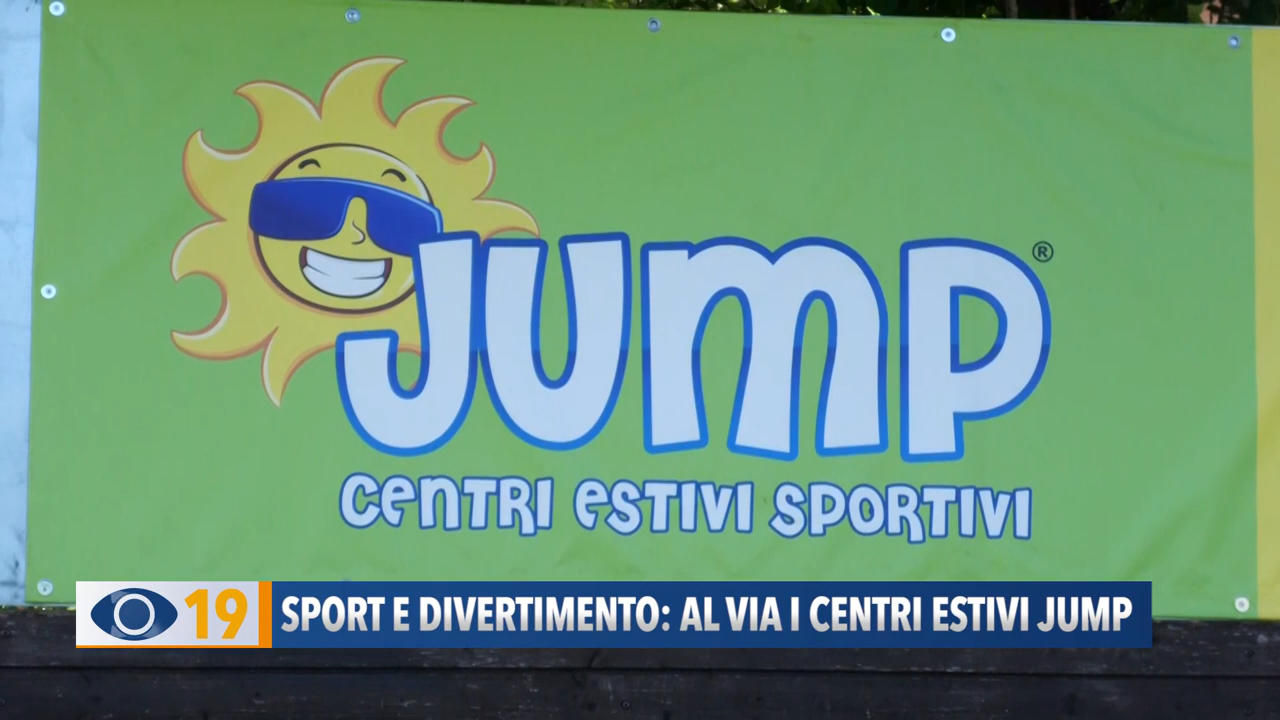 JUMP®
CENTRI ESTIVI SPORTIVI
19 SPORT E DIVERTIMENTO: AL VIA I CENTRI ESTIVI JUMP